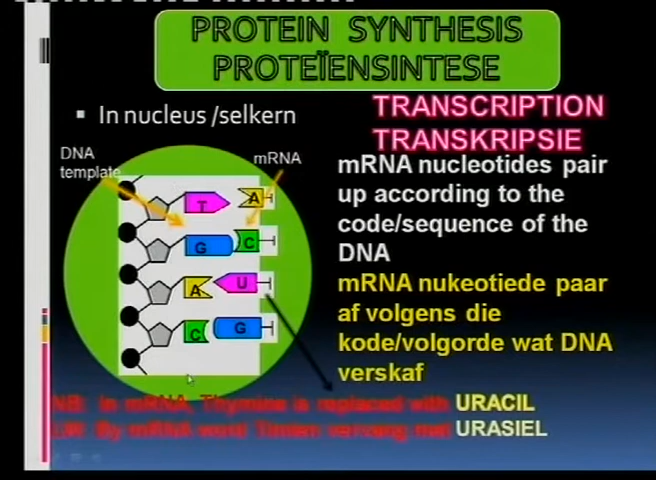 PROTEIN SYNTHESIS
PROTEÏENSINTESE
▪ In nucleus /selkern
TRANSCRIPTION
TRANSKRIPSIE
DNA
template
mRNA
T A
G C
A U
C G
mRNA nucleotides pair
up according to the
code/sequence of the
DNA
mRNA nukeotiede paar
af volgens die
kode/volgorde wat DNA
verskaf
NB: In mRNA, Thymine is replaced with URACIL
LW: By mRNA word Timien vervang met URASIEL